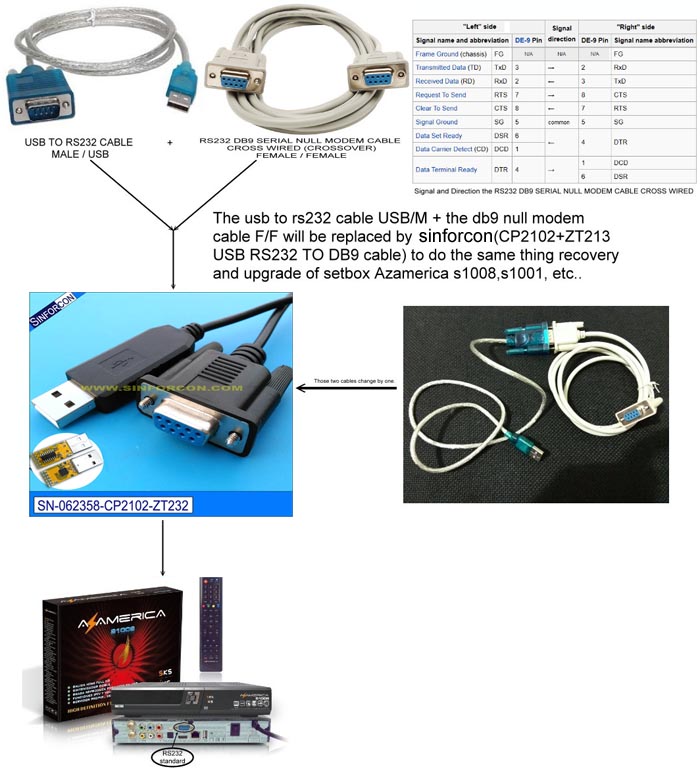 "Left" side
Signal direction
"Right" side
Signal name and abbreviation
DE-9 Pin
DE-9 Pin
Signal name abbreviation
Frame Ground (chassis) FG N/A N/A N/A FG
Transmitted Data (TD) TxD 3 → 2 RxD
Received Data (RD) RxD 2 ← 3 TxD
Request To Send RTS 7 → 8 CTS
Clear To Send CTS 8 ← 7 RTS
Signal Ground SG 5 common 5 SG
Data Set Ready DSR 6
← 4 DTR
Data Carrier Detect (CD) DCD 1
Data Terminal Ready DTR 4 →
1 DCD
6 DSR
Signal and Direction the RS232 DB9 SERIAL NULL MODEM CABLE CROSS WIRED
USB TO RS232 CABLE
MALE / USB
+
RS232 DB9 SERIAL NULL MODEM CABLE
CROSS WIRED (CROSSOVER)
FEMALE / FEMALE
The usb to rs232 cable USB/M + the db9 null modem
cable F/F will be replaced by sinforcon(CP2102+ZT213
USB RS232 TO DB9 cable) to do the same thing recovery
and upgrade of setbox Azamerica s1008,s1001, etc..
SINFORCON
WWW.SINFORCON.COM
Those two cables change by one
SN-062358-CP2102-ZT232
AZAMERICA
S1008
SKS
RS232
standard